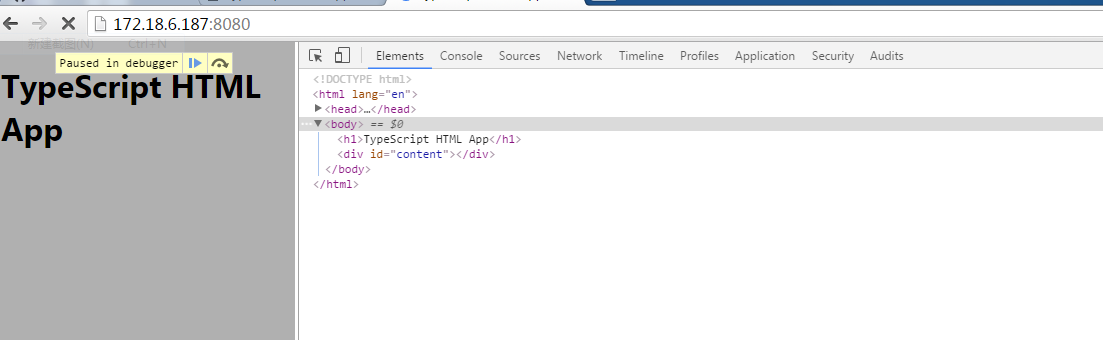 172.18.6.187:8080
新建截图(N) Ctrl+N
Paused in debugger
TypeScript HTML
App
Elements Console Sources Network Timeline Profiles Application Security Audits
<!DOCTYPE html>
<html lang="en">
<head>…</head>
<body> == $0
<h1>TypeScript HTML App</h1>
<div id="content"></div>
</body>
</html>